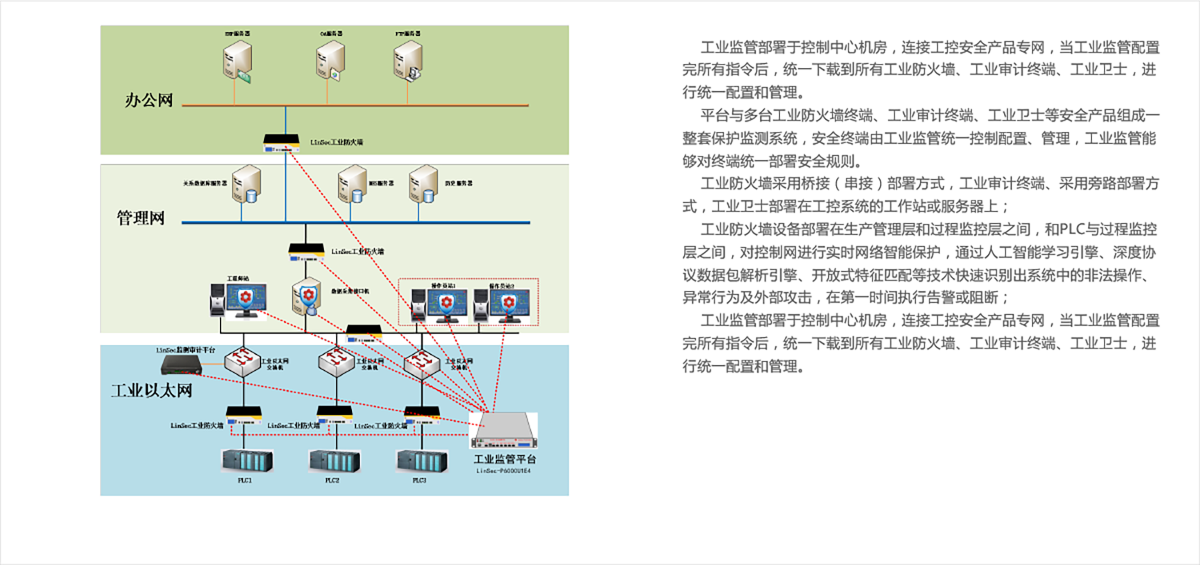 OA服务器
FTP服务器
办公网
LinSec工业防火墙
关系数据库服务器
历史服务器
管理网
LinSec工业防火墙
工程师站
操作员站1
操作员站2
LinSec监测审计平台
工业以太网
交换机
工业以太网
交换机
工业以太网
交换机
工业以太网
LinSec工业防火墙
LinSec工业防火墙
LinSec工业防火墙
工业监管平台
PLC1
PLC2
PLC3
工业监管部署于控制中心机房，连接工控安全产品专网，当工业监管配置
完所有指令后，统一下载到所有工业防火墙、工业审计终端、工业卫士，进
行统一配置和管理。
平台与多台工业防火墙终端、工业审计终端、工业卫士等安全产品组成一
整套保护监测系统，安全终端由工业监管统一控制配置、管理，工业监管能
够对终端统一部署安全规则。
工业防火墙采用桥接（串接）部署方式，工业审计终端、采用旁路部署方
式，工业卫士部署在工控系统的工作站或服务器上；
工业防火墙设备部署在生产管理层和过程监控层之间，和PLC与过程监控
层之间，对控制网进行实时网络智能保护，通过人工智能学习引擎、深度协
议数据包解析引擎、开放式特征匹配等技术快速识别出系统中的非法操作、
异常行为及外部攻击，在第一时间执行告警或阻断；
工业监管部署于控制中心机房，连接工控安全产品专网，当工业监管配置
完所有指令后，统一下载到所有工业防火墙、工业审计终端、工业卫士，进
行统一配置和管理。